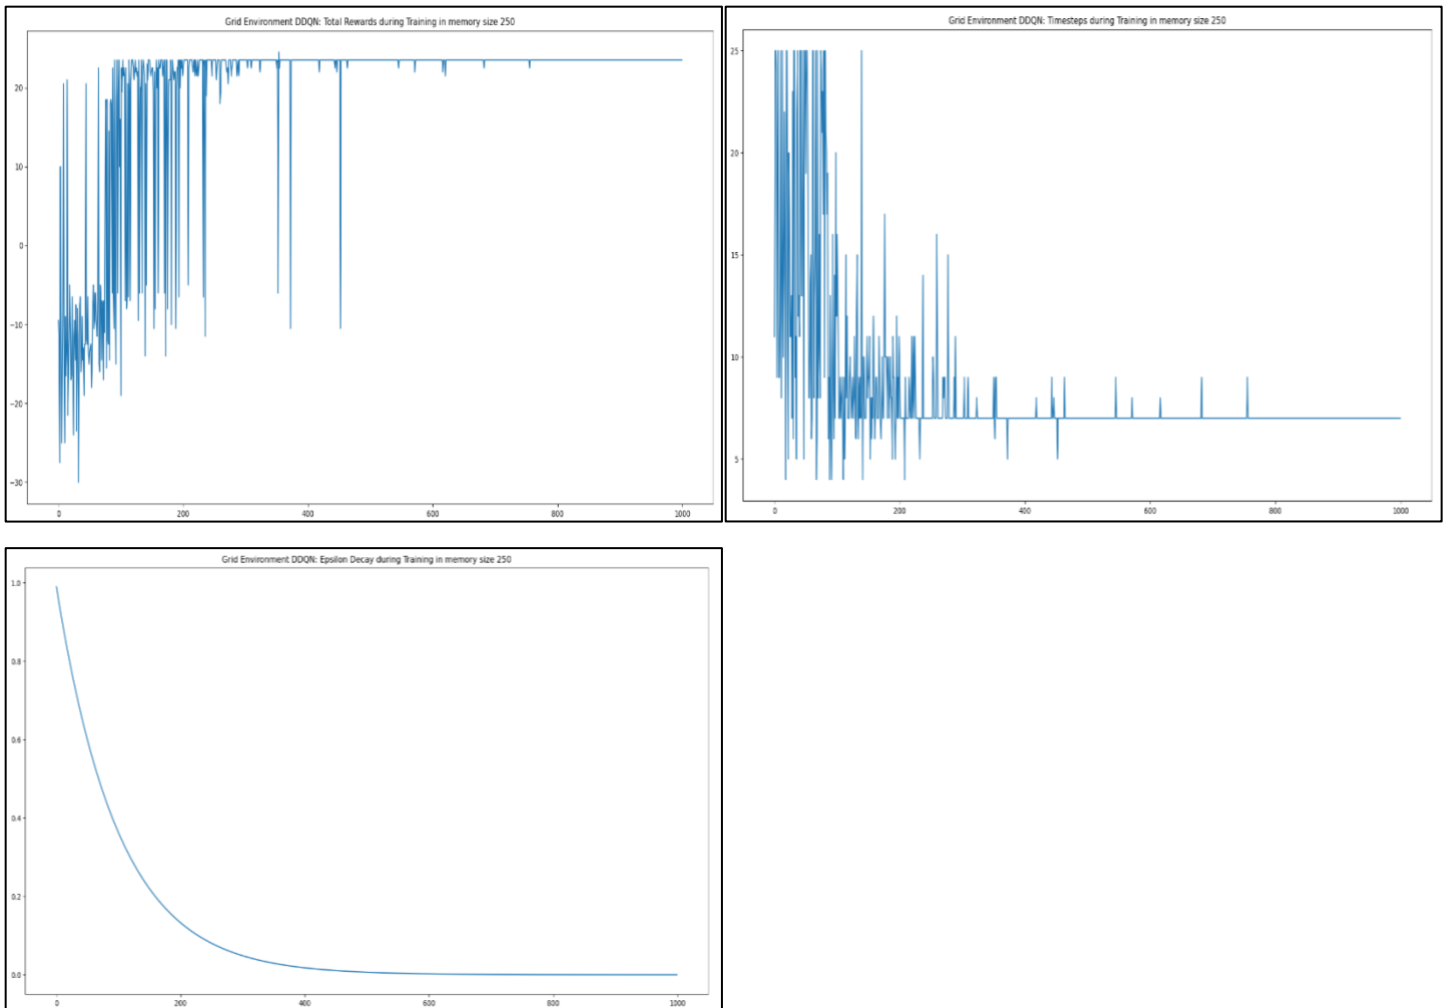 Grid Environment DDQN: Total Rewards during Training in memory size 250
20
10
0
−10
−20
−30
0 200 400 600 800 1000
Grid Environment DDQN: Timesteps during Training in memory size 250
25
20
15
10
5
0 200 400 600 800 1000
Grid Environment DDQN: Epsilon Decay during Training in memory size 250
1.0
0.8
0.6
0.4
0.2
0.0
0 200 400 600 800 1000